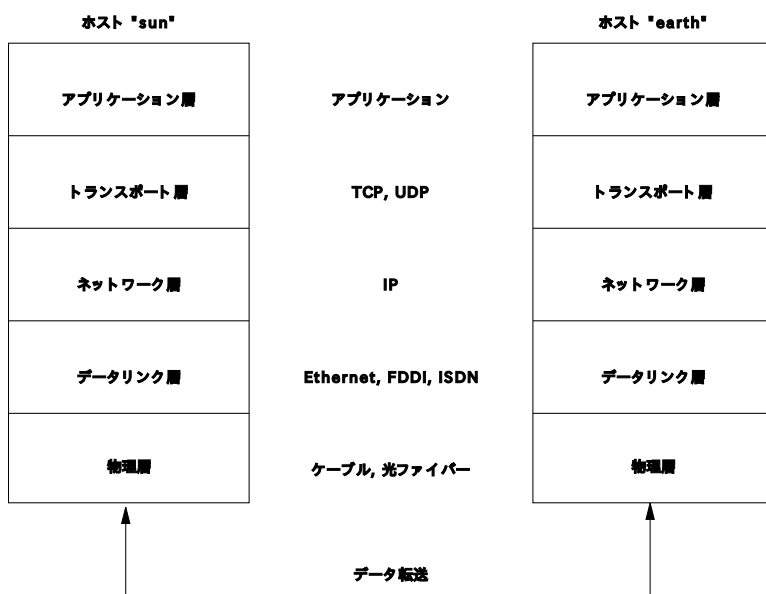 ホスト "sun"
ホスト "earth"
アプリケーション層
アプリケーション
アプリケーション層
トランスポート層
TCP, UDP
トランスポート層
ネットワーク層
IP
ネットワーク層
データリンク層
Ethernet, FDDI, ISDN
データリンク層
物理層
ケーブル, 光ファイバー
物理層
データ転送